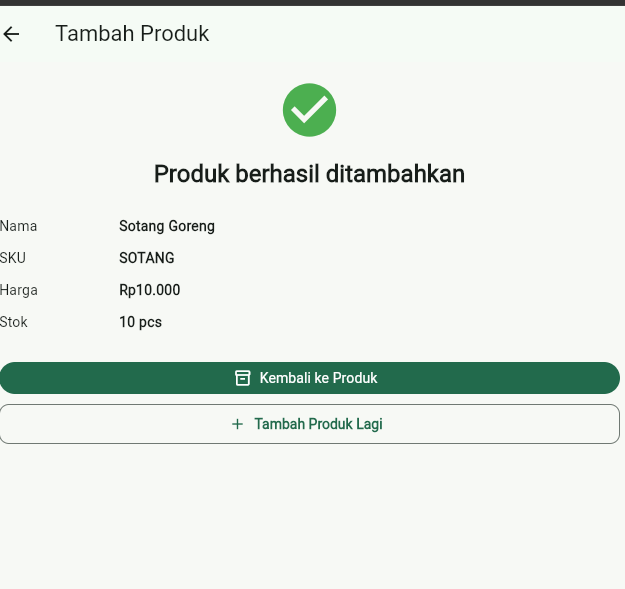 Tambah Produk
Produk berhasil ditambahkan
Nama Sotang Goreng
SKU SOTANG
Harga Rp10.000
Stok 10 pcs
Kembali ke Produk
+ Tambah Produk Lagi